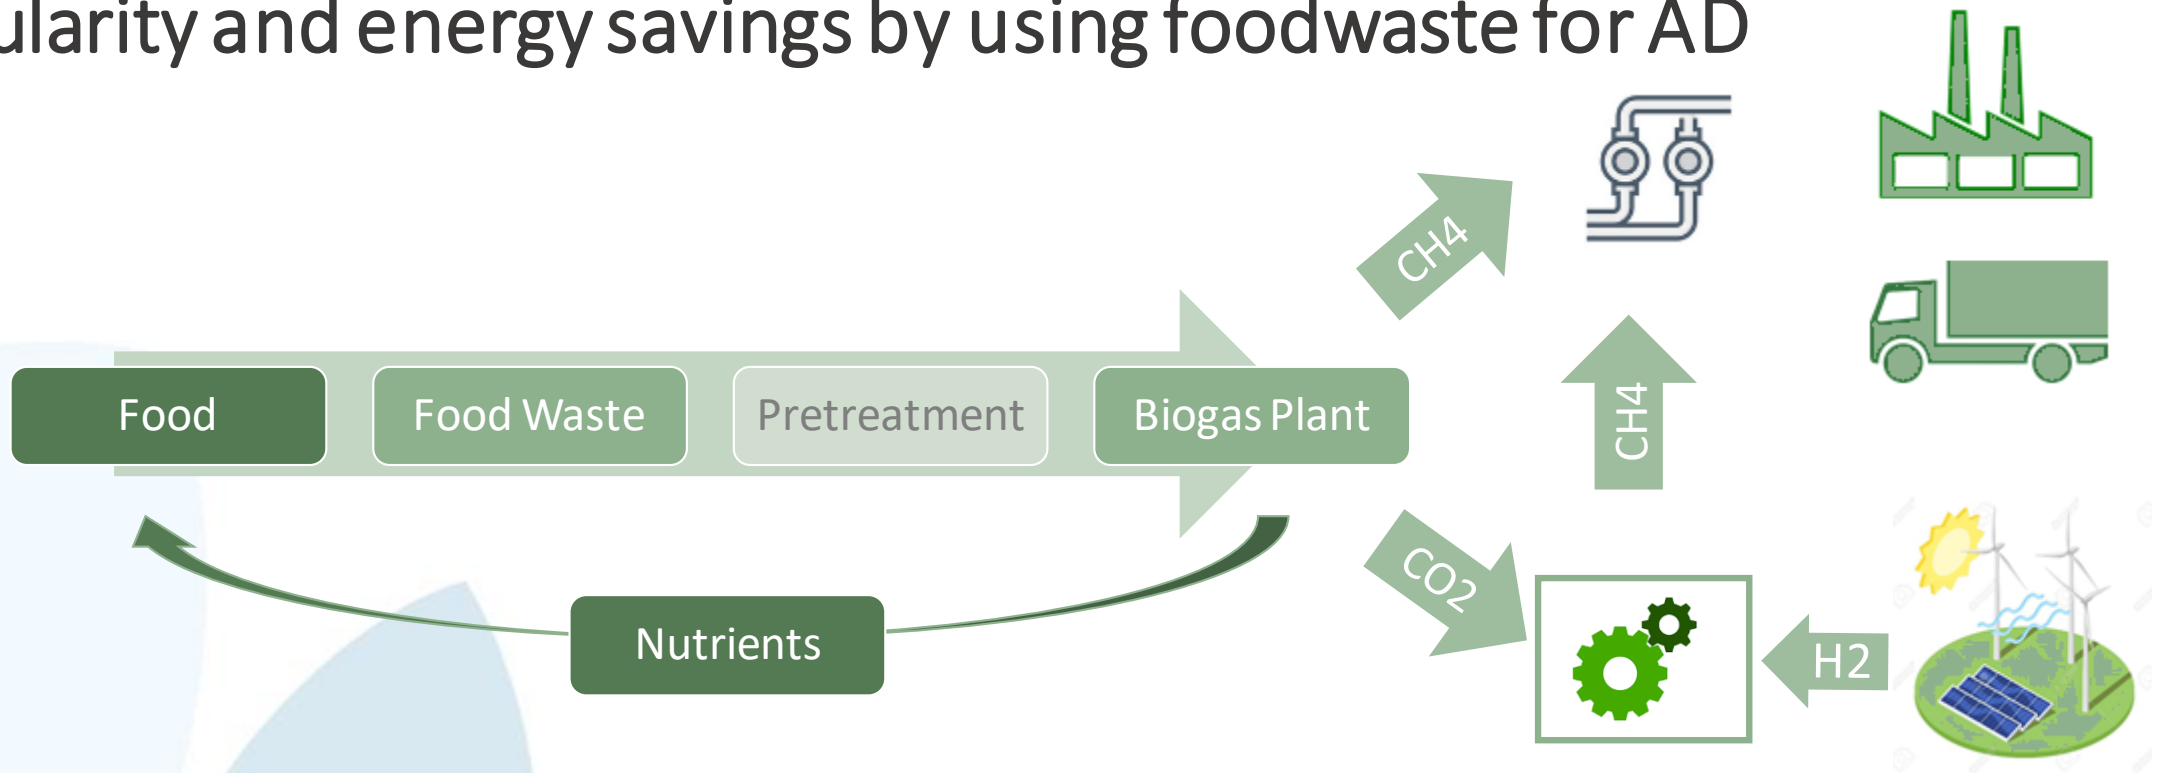 ularity and energy savings by using foodwaste for AD
CH4
Food
Food Waste
Pretreatment
Biogas Plant
CH4
CO2
H2
Nutrients